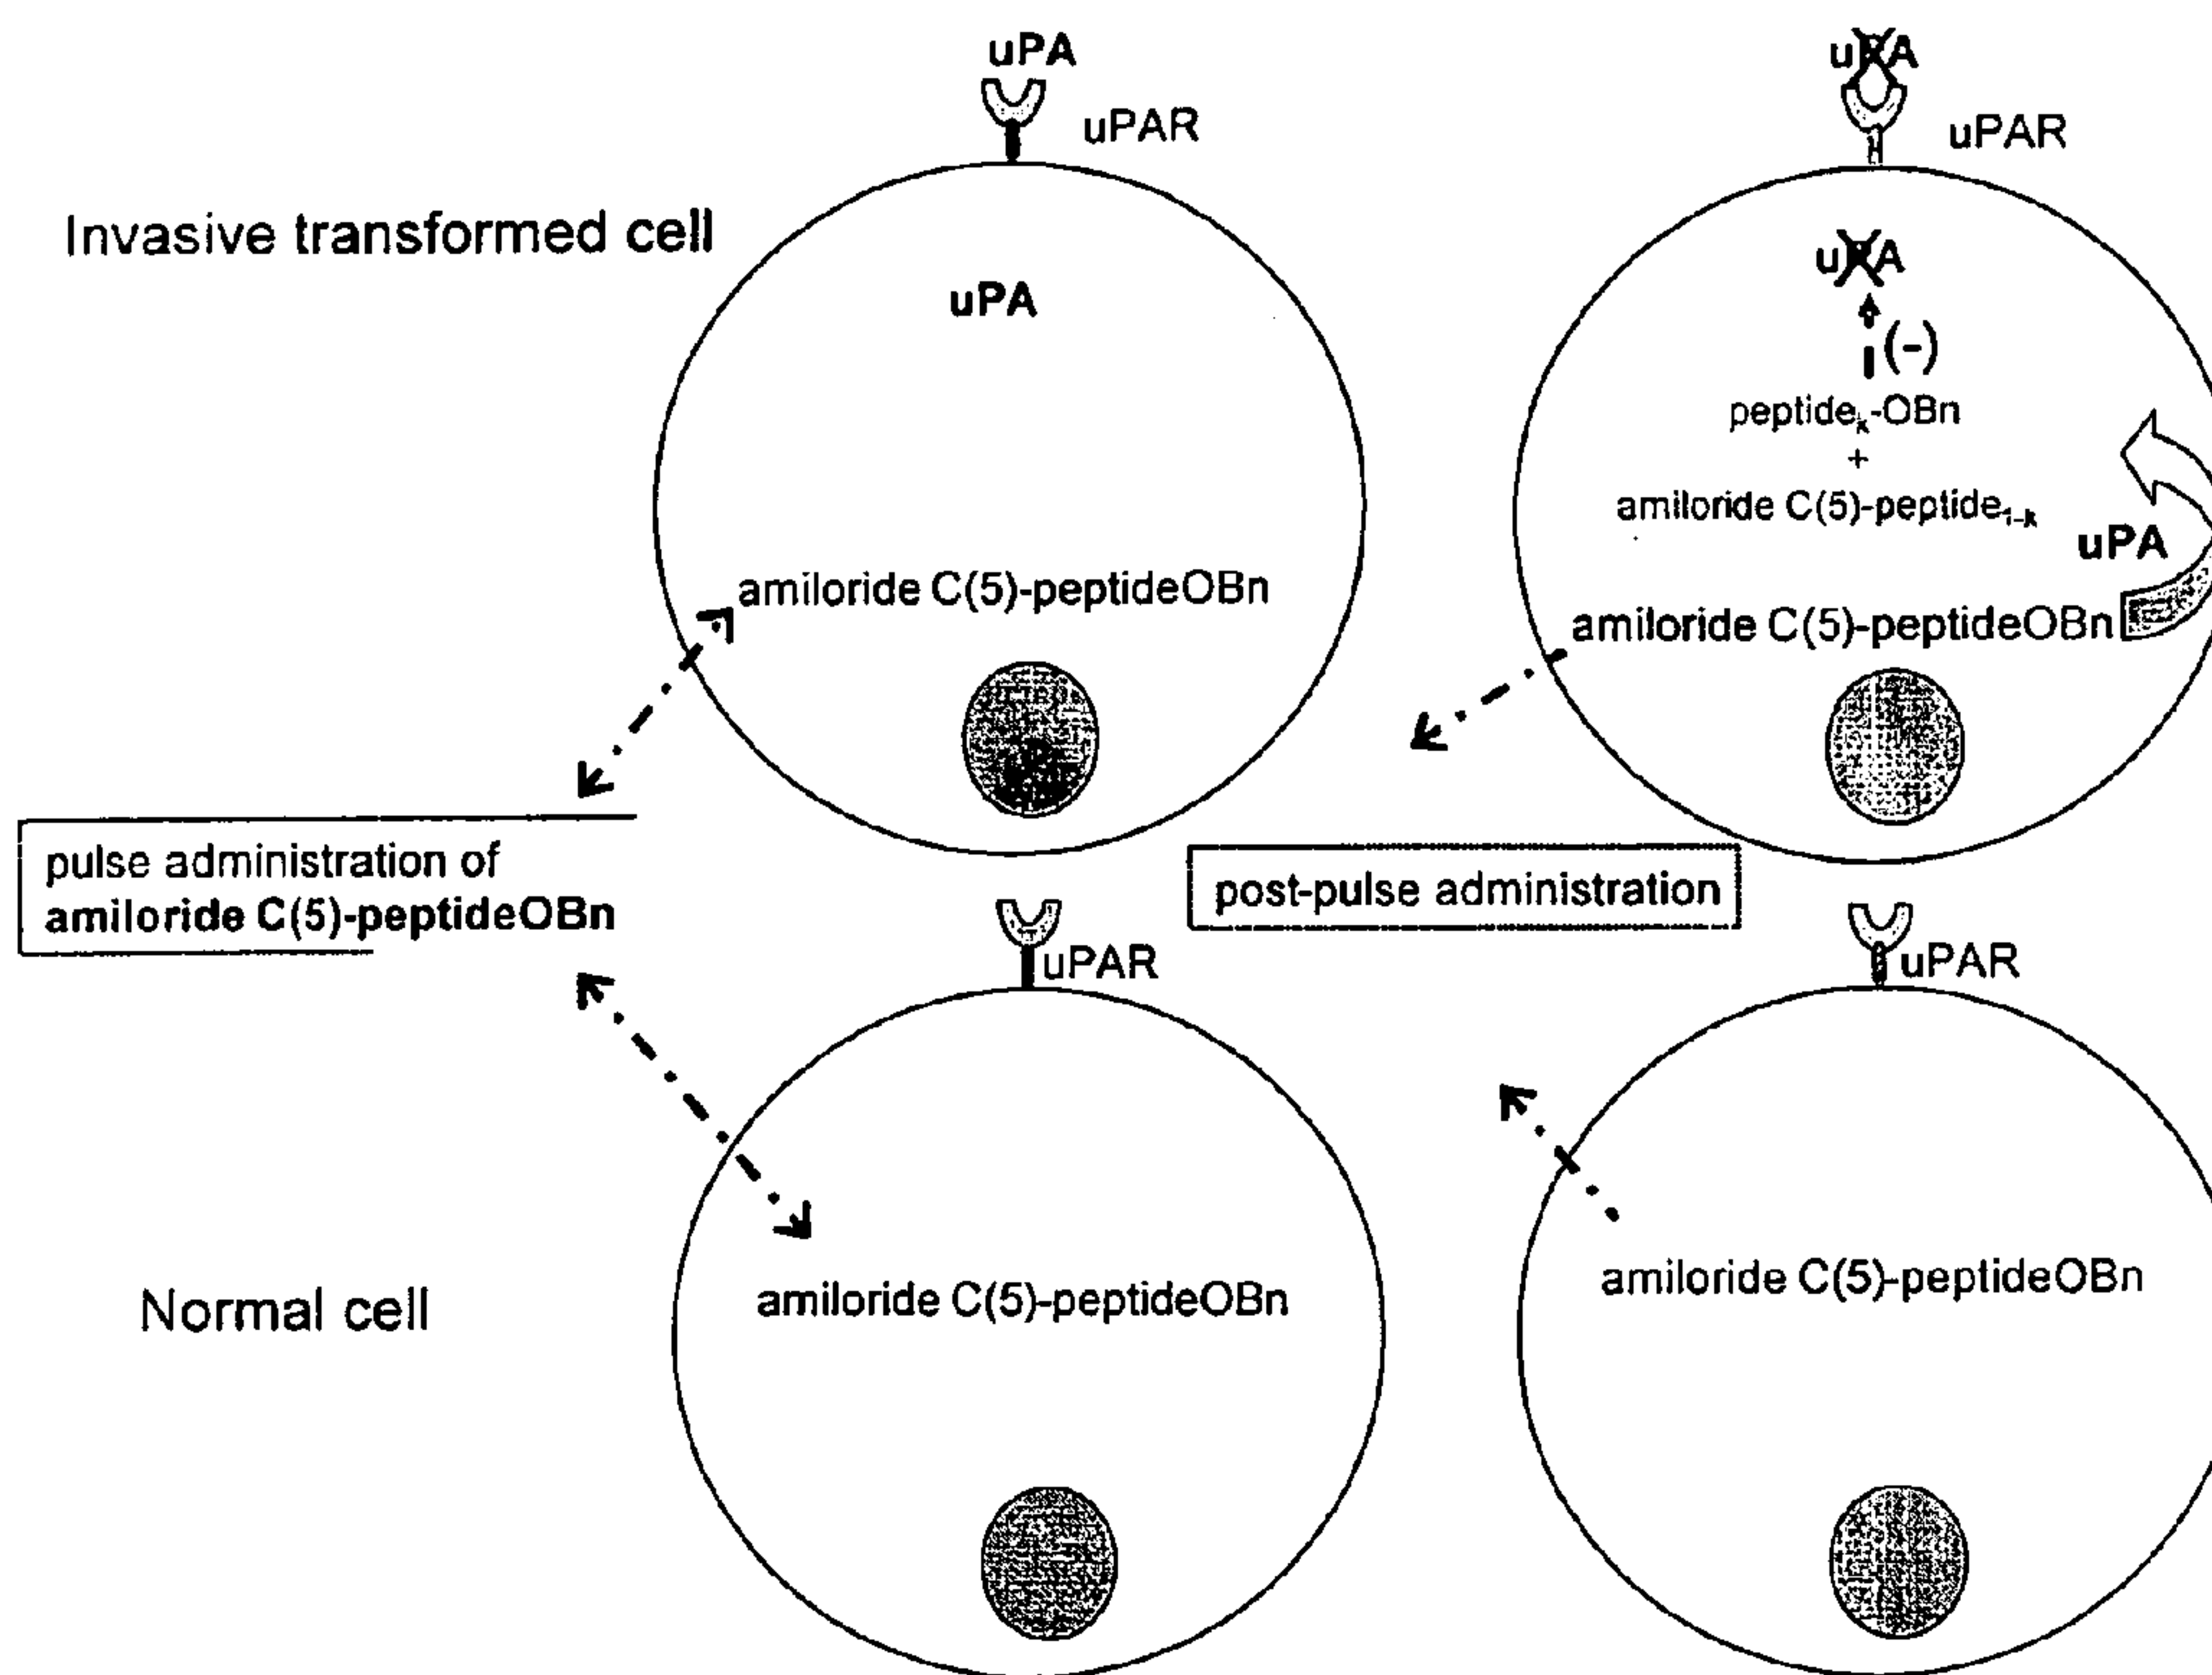 uPA
uPAR
Invasive transformed cell
uPA
amiloride C(5)-peptideOBn
uPA
uPAR
uPA
(-)
peptideₖ-OBn
+
amiloride C(5)-peptide₁₋ₖ
uPA
amiloride C(5)-peptideOBn
pulse administration of
amiloride C(5)-peptideOBn
post-pulse administration
uPAR
Normal cell
amiloride C(5)-peptideOBn
uPAR
amiloride C(5)-peptideOBn